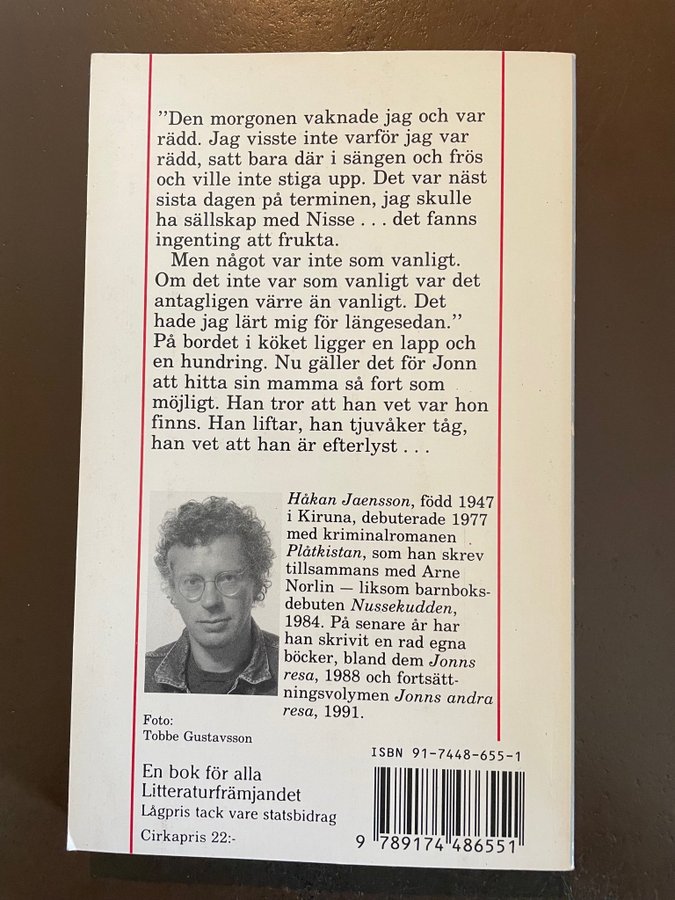 ”Den morgonen vaknade jag och var
rädd. Jag visste inte varför jag var
rädd, satt bara där i sängen och frös
och ville inte stiga upp. Det var näst
sista dagen på terminen, jag skulle
ha sällskap med Nisse . . . det fanns
ingenting att frukta.
Men något var inte som vanligt.
Om det inte var som vanligt var det
antagligen värre än vanligt. Det
hade jag lärt mig för längesedan.”
På bordet i köket ligger en lapp och
en hundring. Nu gäller det för Jonn
att hitta sin mamma så fort som
möjligt. Han tror att han vet var hon
finns. Han liftar, han tjuvåker tåg,
han vet att han är efterlyst . . .
Håkan Jaensson, född 1947
i Kiruna, debuterade 1977
med kriminalromanen
Plåtkistan, som han skrev
tillsammans med Arne
Norlin — liksom barnboks-
debuten Nussekudden,
1984. På senare år har
han skrivit en rad egna
böcker, bland dem Jonns
resa, 1988 och fortsätt-
ningsvolymen Jonns andra
resa, 1991.
Foto:
Tobbe Gustavsson
En bok för alla
Litteraturfrämjandet
Lågpris tack vare statsbidrag
Cirkapris 22:-
ISBN 91-7448-655-1
9 789174 486551